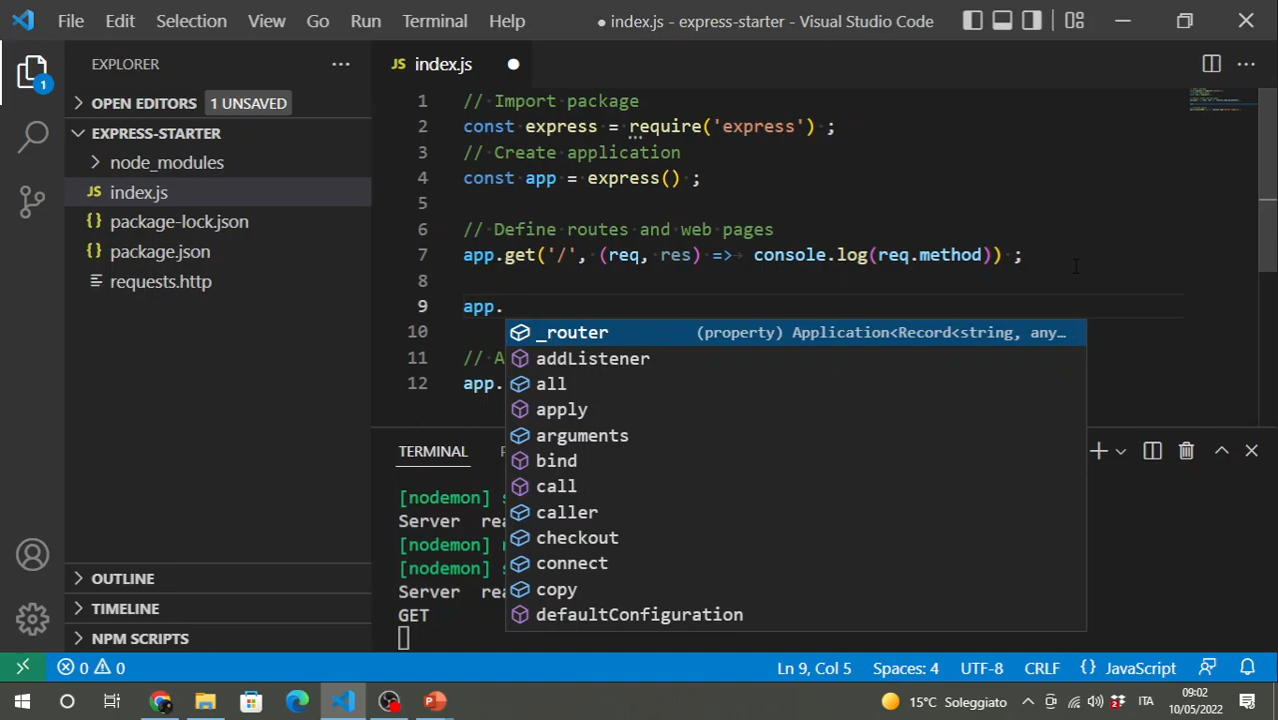 File Edit Selection View Go Run Terminal Help ● index.js - express-starter - Visual Studio Code
EXPLORER ...
JS index.js ●
OPEN EDITORS 1 UNSAVED
EXPRESS-STARTER
node_modules
JS index.js
{} package-lock.json
{} package.json
requests.http
1
1 // Import package
2 const express = require('express') ;
3 // Create application
4 const app = express() ;
5
6 // Define routes and web pages
7 app.get('/', (req, res) => console.log(req.method)) ;
8
9 app.
10
11 // A
12 app.
_router (property) Application<Record<string, any…
addListener
all
apply
arguments
bind
call
caller
checkout
connect
copy
defaultConfiguration
TERMINAL
[nodemon] s
Server rea
[nodemon]
[nodemon] s
Server rea
GET
OUTLINE
TIMELINE
NPM SCRIPTS
0 0 Ln 9, Col 5 Spaces: 4 UTF-8 CRLF {} JavaScript
15°C Soleggiato ITA 09:02
10/05/2022